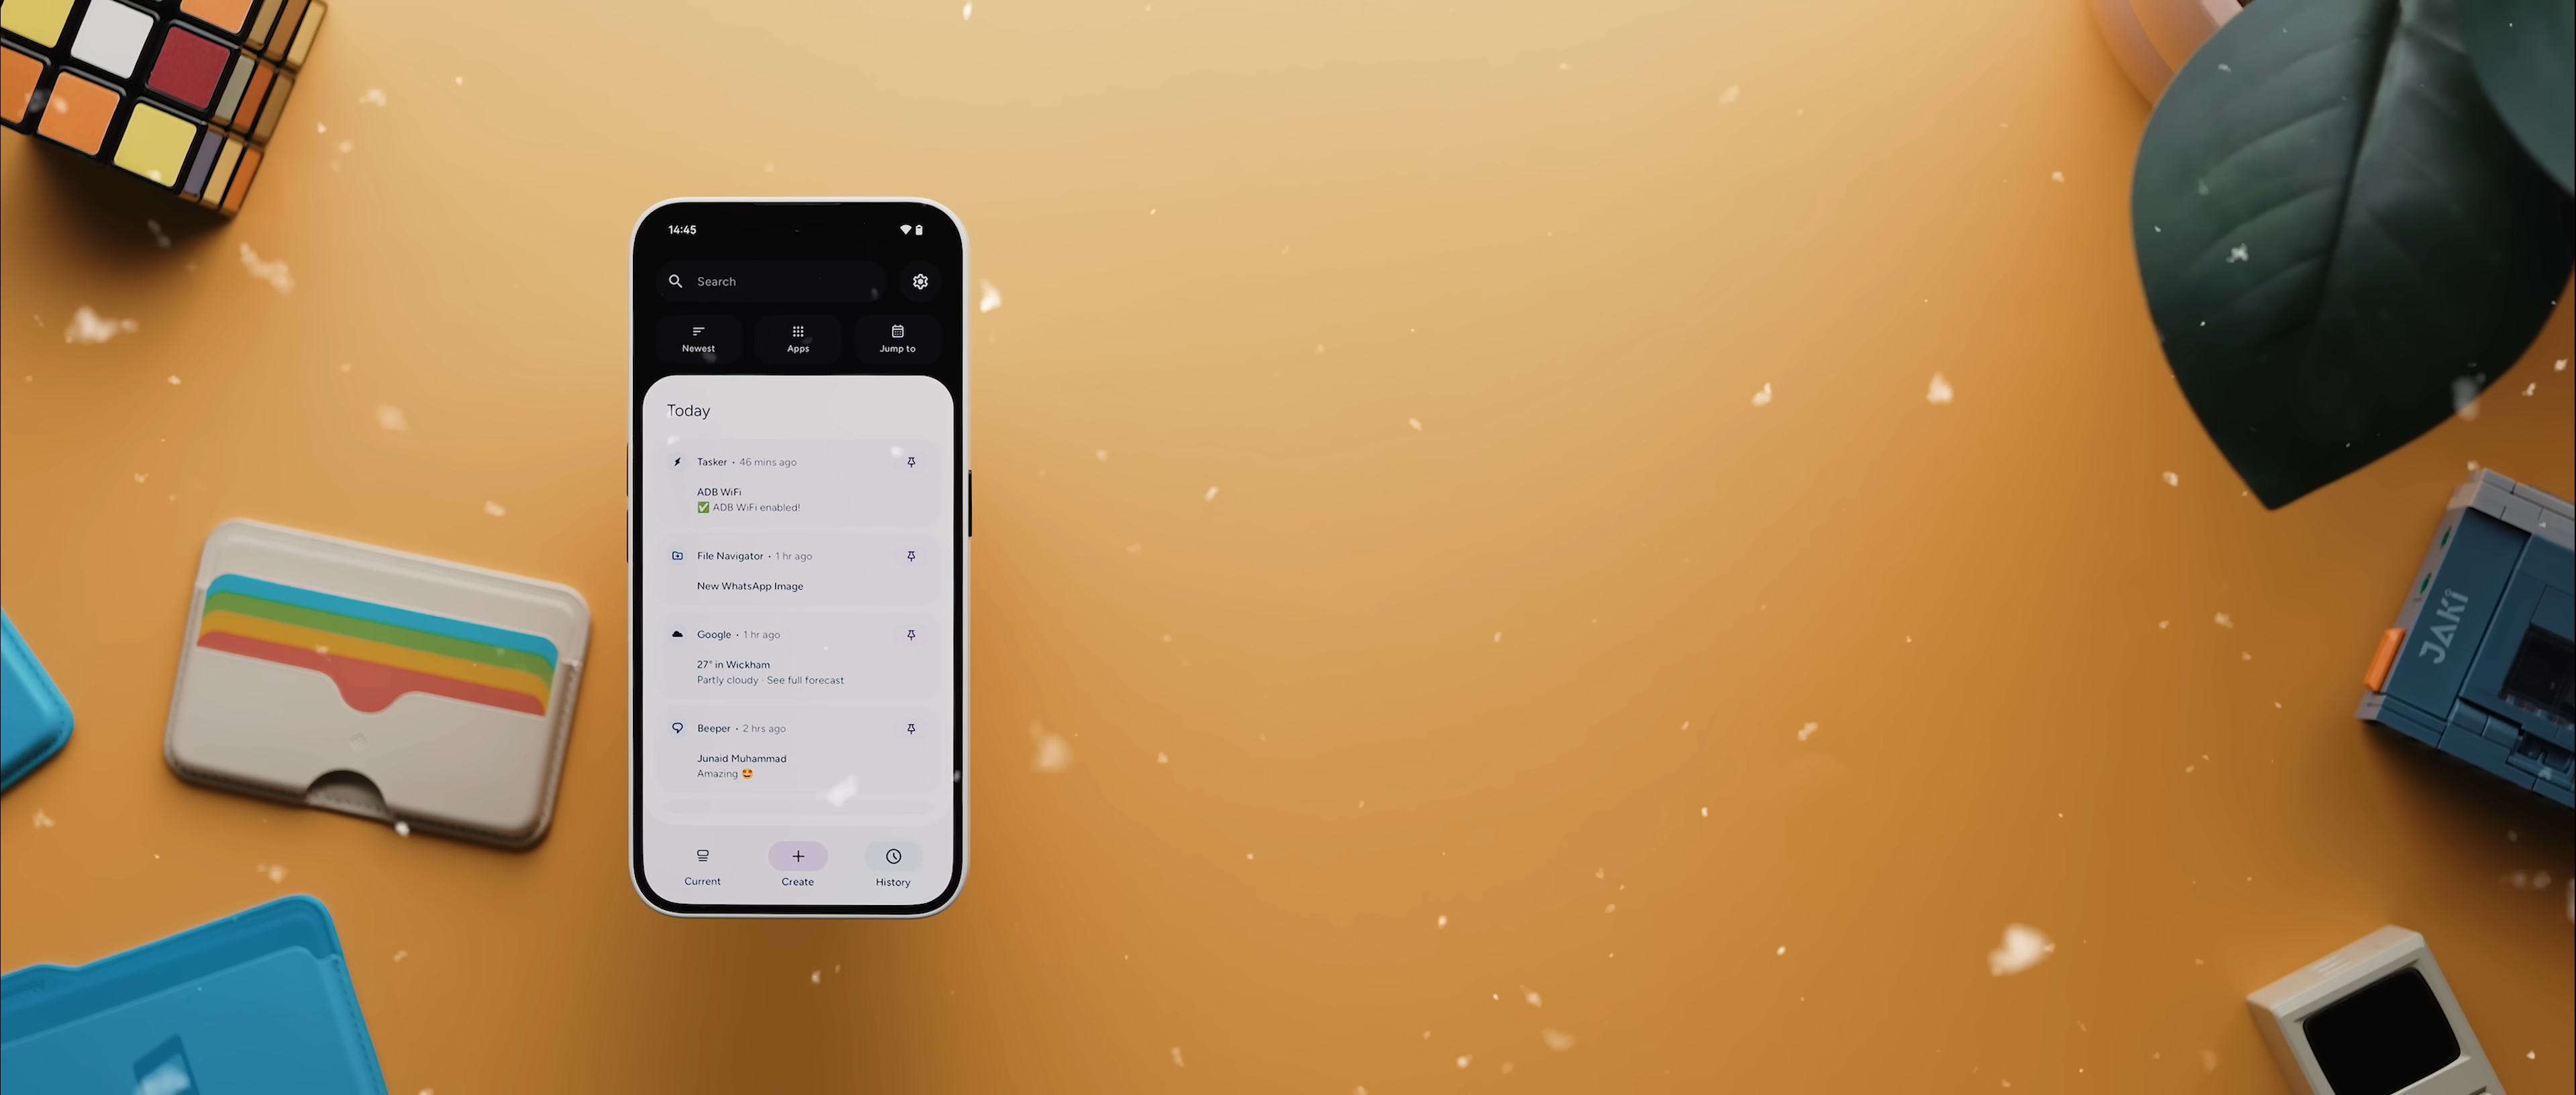 14:45
Search
Newest
Apps
Jump to
Today
Tasker • 46 mins ago
ADB WiFi
✅ ADB WiFi enabled!
File Navigator • 1 hr ago
New WhatsApp Image
Google • 1 hr ago
27° in Wickham
Partly cloudy · See full forecast
Beeper • 2 hrs ago
Junaid Muhammad
Amazing 🤩
Current
Create
History
JAKi